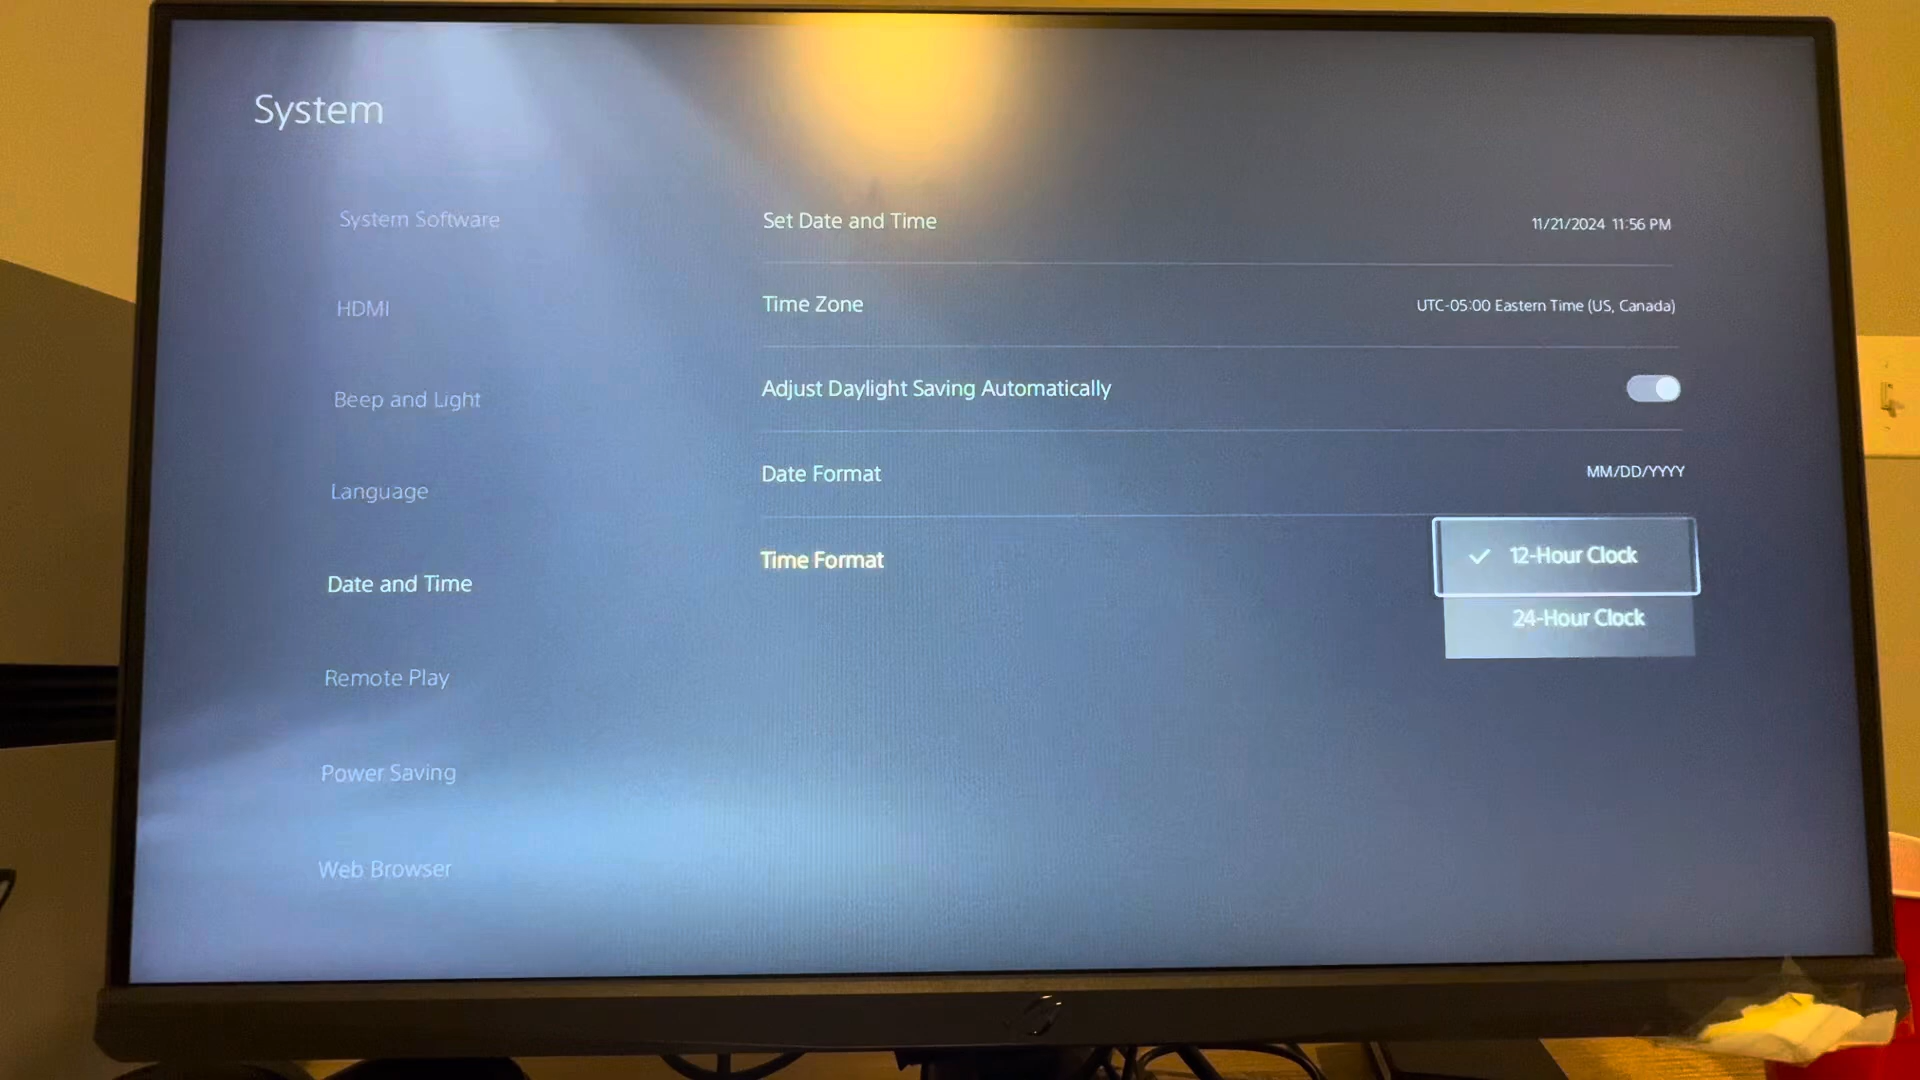 System
System Software
HDMI
Beep and Light
Language
Date and Time
Remote Play
Power Saving
Web Browser
Set Date and Time 11/21/2024 11:56 PM
Time Zone UTC-05:00 Eastern Time (US, Canada)
Adjust Daylight Saving Automatically
Date Format MM/DD/YYYY
Time Format
12-Hour Clock
24-Hour Clock